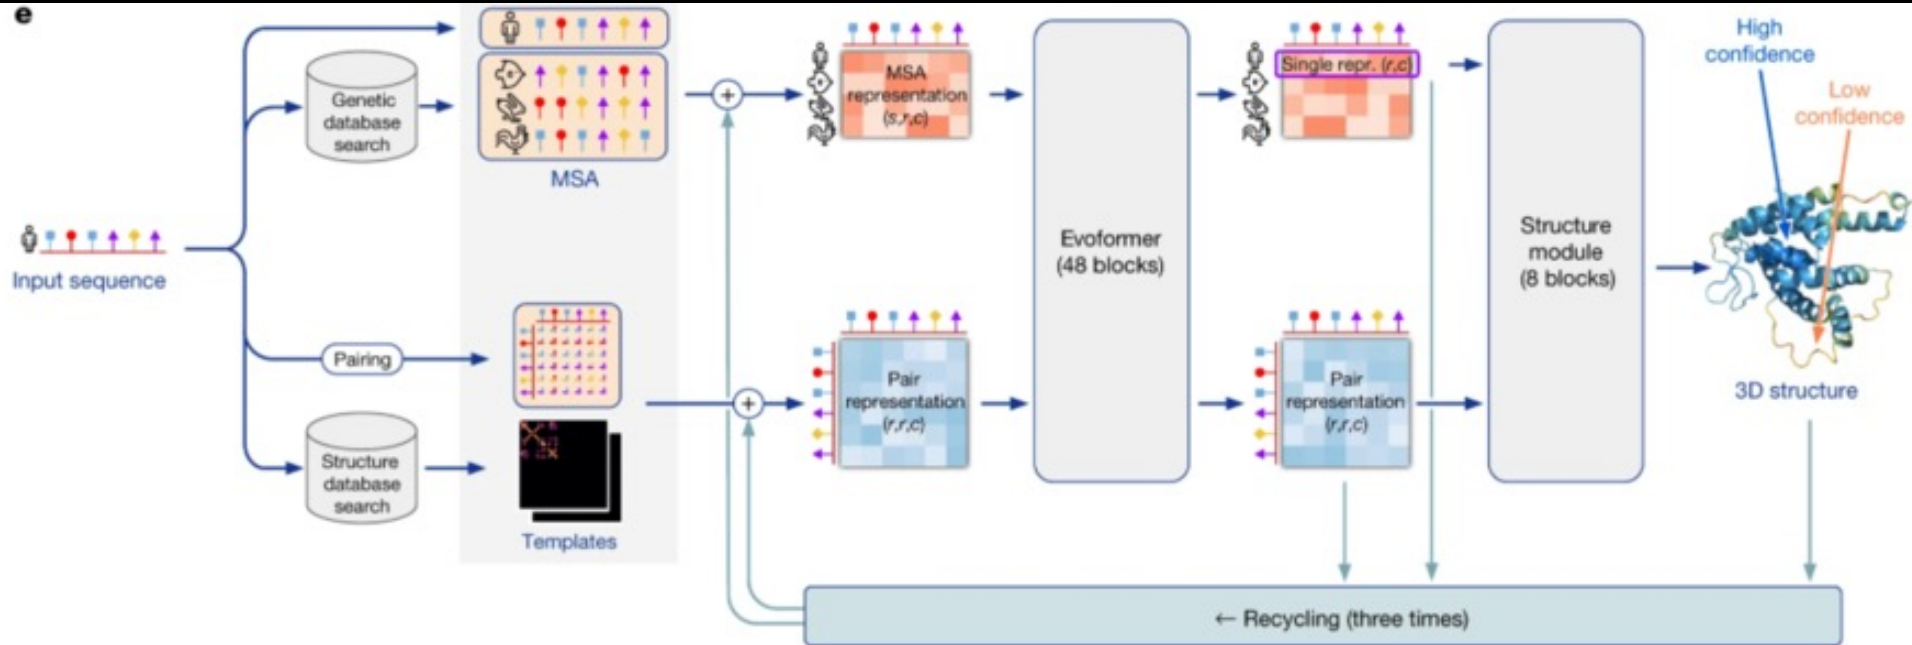 e
Genetic
database
search
MSA
Input sequence
Pairing
Structure
database
search
Templates
+
+
MSA
representation
(s,r,c)
Pair
representation
(r,r,c)
Evoformer
(48 blocks)
Single repr. (r,c)
Pair
representation
(r,r,c)
Structure
module
(8 blocks)
High
confidence
Low
confidence
3D structure
← Recycling (three times)